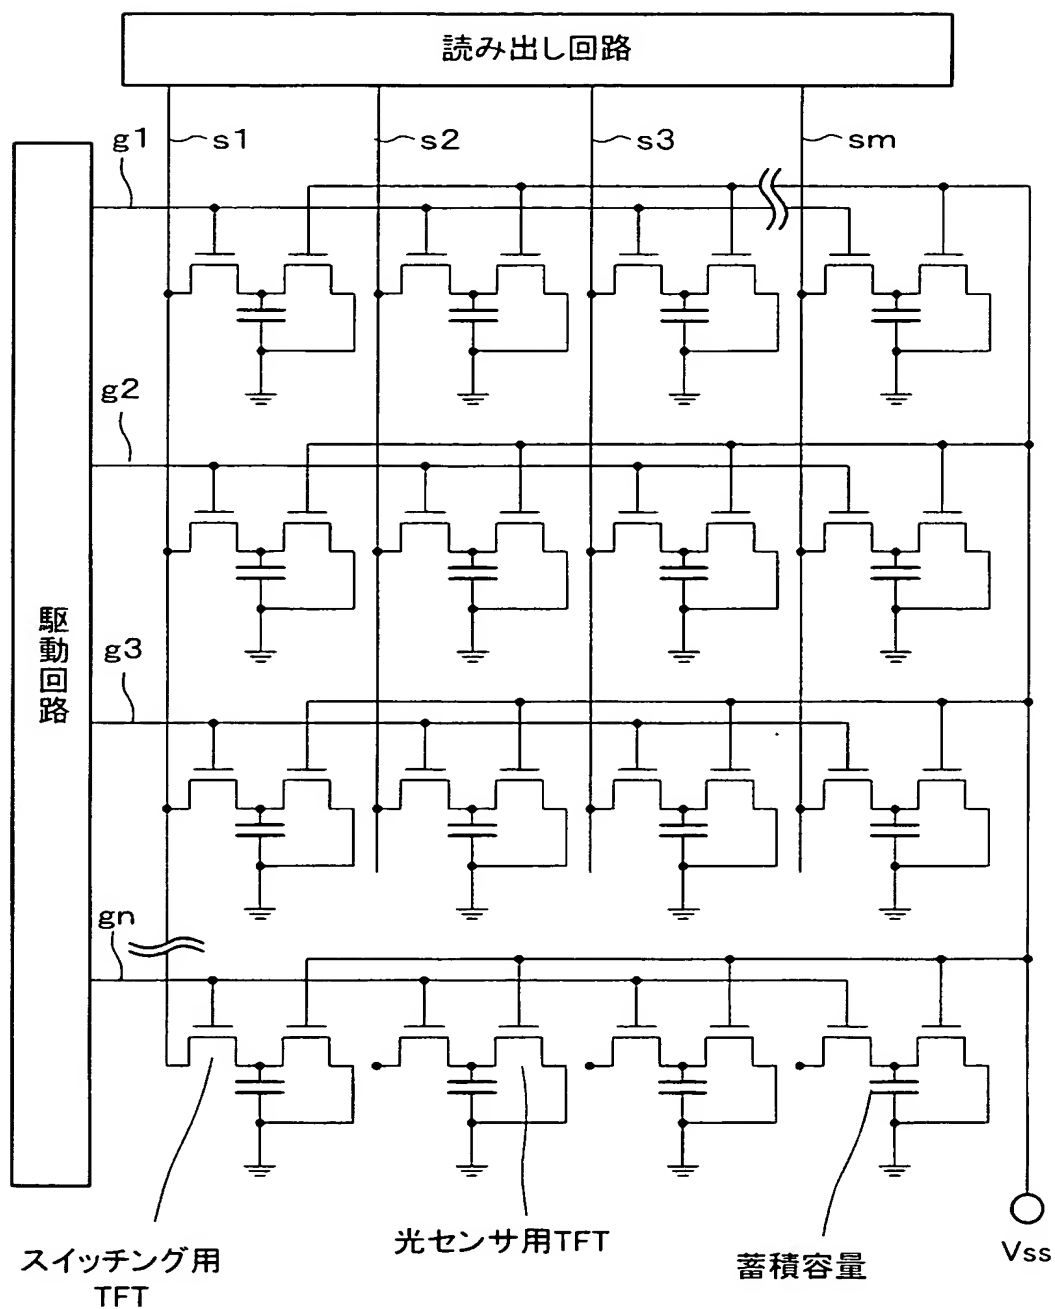 読み出し回路
g1
s1
s2
s3
sm
g2
駆動回路
g3
gn
スイッチング用
TFT
光センサ用TFT
蓄積容量
Vss